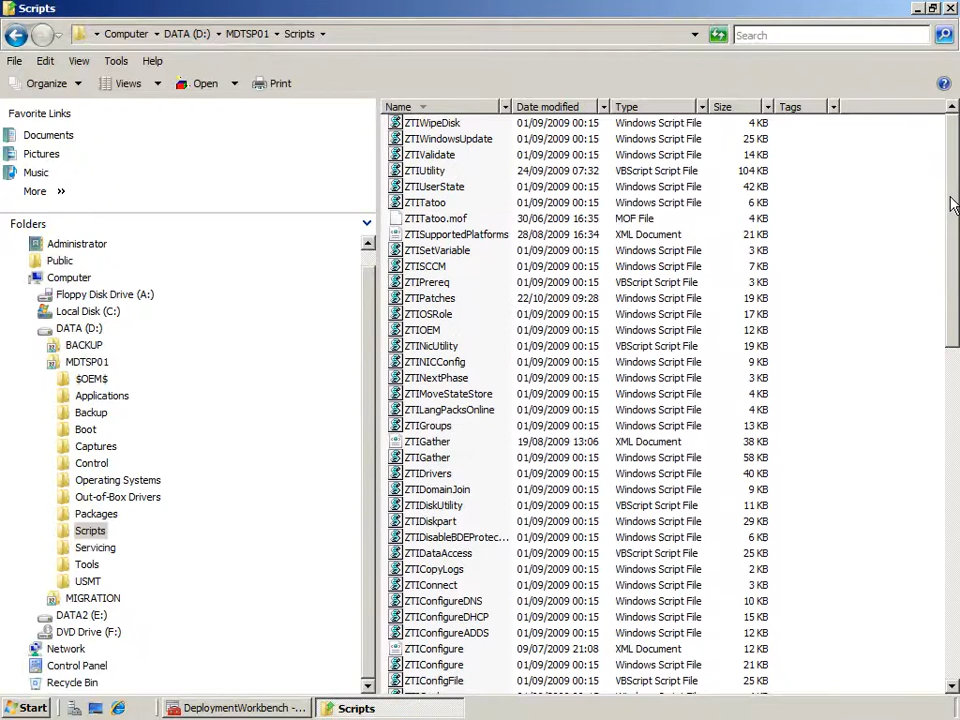 Scripts
Computer DATA (D:) MDTSP01 Scripts Search
File Edit View Tools Help
Organize Views Open Print
Favorite Links
Documents
Pictures
Music
More »
Folders
Administrator
Public
Computer
Floppy Disk Drive (A:)
Local Disk (C:)
DATA (D:)
BACKUP
MDTSP01
$OEM$
Applications
Backup
Boot
Captures
Control
Operating Systems
Out-of-Box Drivers
Packages
Scripts
Servicing
Tools
USMT
MIGRATION
DATA2 (E:)
DVD Drive (F:)
Network
Control Panel
Recycle Bin
Name Date modified Type Size Tags
ZTIWipeDisk 01/09/2009 00:15 Windows Script File 4 KB
ZTIWindowsUpdate 01/09/2009 00:15 Windows Script File 25 KB
ZTIValidate 01/09/2009 00:15 Windows Script File 14 KB
ZTIUtility 24/09/2009 07:32 VBScript Script File 104 KB
ZTIUserState 01/09/2009 00:15 Windows Script File 42 KB
ZTITatoo 01/09/2009 00:15 Windows Script File 6 KB
ZTITatoo.mof 30/06/2009 16:35 MOF File 4 KB
ZTISupportedPlatforms 28/08/2009 16:34 XML Document 21 KB
ZTISetVariable 01/09/2009 00:15 Windows Script File 3 KB
ZTISCCM 01/09/2009 00:15 Windows Script File 7 KB
ZTIPrereq 01/09/2009 00:15 VBScript Script File 3 KB
ZTIPatches 22/10/2009 09:28 Windows Script File 19 KB
ZTIOSRole 01/09/2009 00:15 Windows Script File 17 KB
ZTIOEM 01/09/2009 00:15 Windows Script File 12 KB
ZTINicUtility 01/09/2009 00:15 VBScript Script File 19 KB
ZTINICConfig 01/09/2009 00:15 Windows Script File 9 KB
ZTINextPhase 01/09/2009 00:15 Windows Script File 3 KB
ZTIMoveStateStore 01/09/2009 00:15 Windows Script File 4 KB
ZTILangPacksOnline 01/09/2009 00:15 Windows Script File 4 KB
ZTIGroups 01/09/2009 00:15 Windows Script File 13 KB
ZTIGather 19/08/2009 13:06 XML Document 38 KB
ZTIGather 01/09/2009 00:15 Windows Script File 58 KB
ZTIDrivers 01/09/2009 00:15 Windows Script File 40 KB
ZTIDomainJoin 01/09/2009 00:15 Windows Script File 9 KB
ZTIDiskUtility 01/09/2009 00:15 VBScript Script File 11 KB
ZTIDiskpart 01/09/2009 00:15 Windows Script File 29 KB
ZTIDisableBDEProtec... 01/09/2009 00:15 Windows Script File 6 KB
ZTIDataAccess 01/09/2009 00:15 VBScript Script File 25 KB
ZTICopyLogs 01/09/2009 00:15 Windows Script File 2 KB
ZTIConnect 01/09/2009 00:15 Windows Script File 3 KB
ZTIConfigureDNS 01/09/2009 00:15 Windows Script File 10 KB
ZTIConfigureDHCP 01/09/2009 00:15 Windows Script File 15 KB
ZTIConfigureADDS 01/09/2009 00:15 Windows Script File 12 KB
ZTIConfigure 09/07/2009 21:08 XML Document 12 KB
ZTIConfigure 01/09/2009 00:15 Windows Script File 21 KB
ZTIConfigFile 01/09/2009 00:15 VBScript Script File 25 KB
Start DeploymentWorkbench -... Scripts